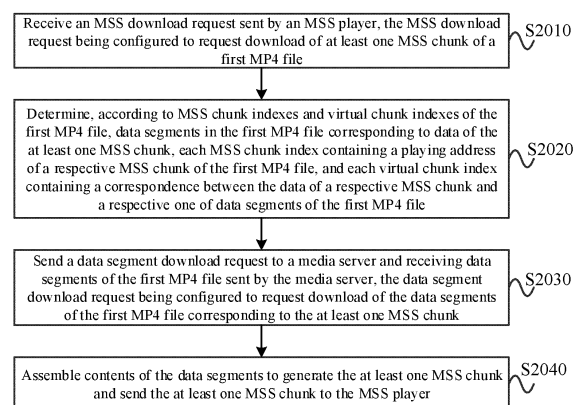 Receive an MSS download request sent by an MSS player, the MSS download
request being configured to request download of at least one MSS chunk of a
first MP4 file
S2010
Determine, according to MSS chunk indexes and virtual chunk indexes of the
first MP4 file, data segments in the first MP4 file corresponding to data of the
at least one MSS chunk, each MSS chunk index containing a playing address
of a respective MSS chunk of the first MP4 file, and each virtual chunk index
containing a correspondence between the data of a respective MSS chunk and
a respective one of data segments of the first MP4 file
S2020
Send a data segment download request to a media server and receiving data
segments of the first MP4 file sent by the media server, the data segment
download request being configured to request download of the data segments
of the first MP4 file corresponding to the at least one MSS chunk
S2030
Assemble contents of the data segments to generate the at least one MSS chunk
and send the at least one MSS chunk to the MSS player
S2040